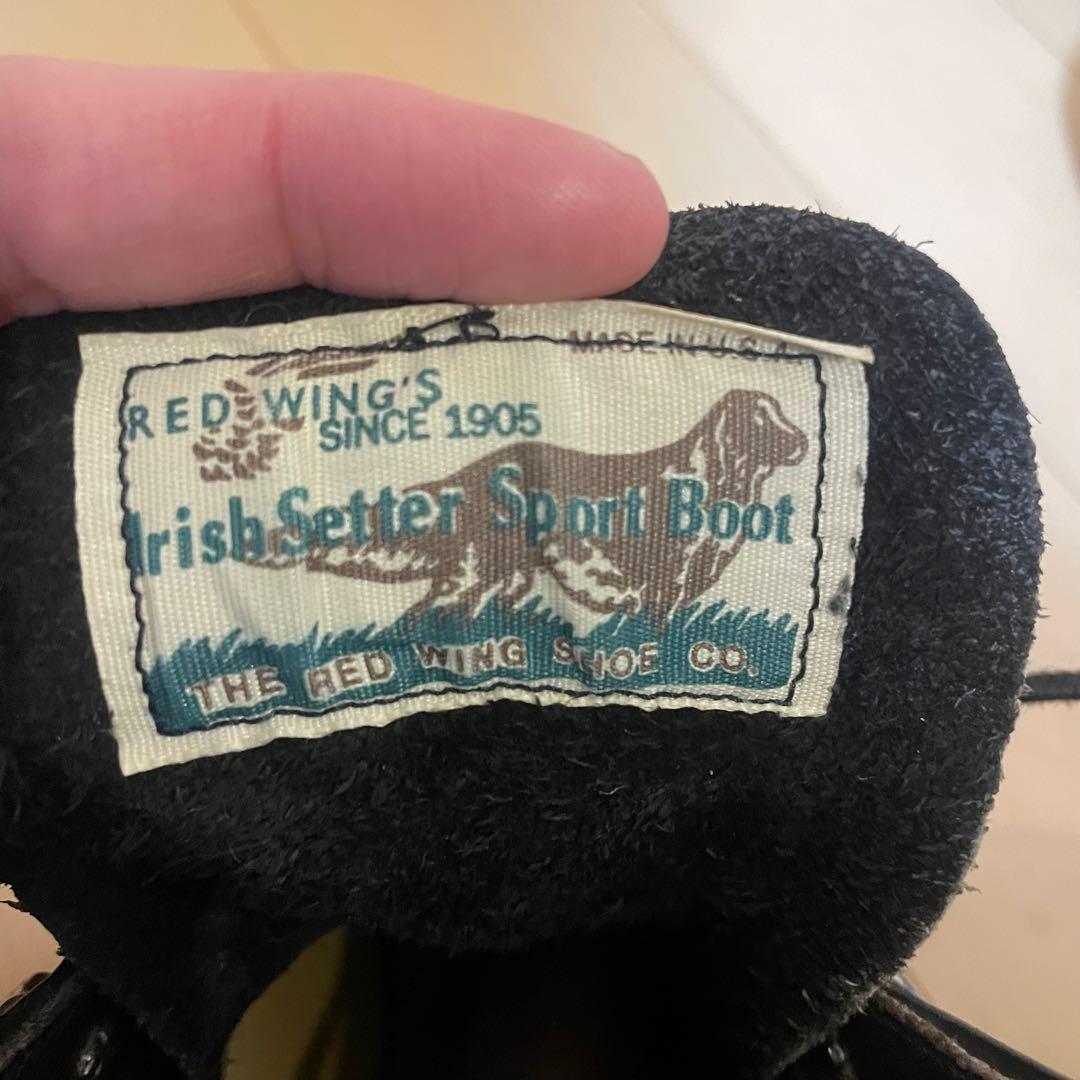 MADE IN U.S.A.
RED WING'S
SINCE 1905
Irish Setter Sport Boot
THE RED WING SHOE CO.